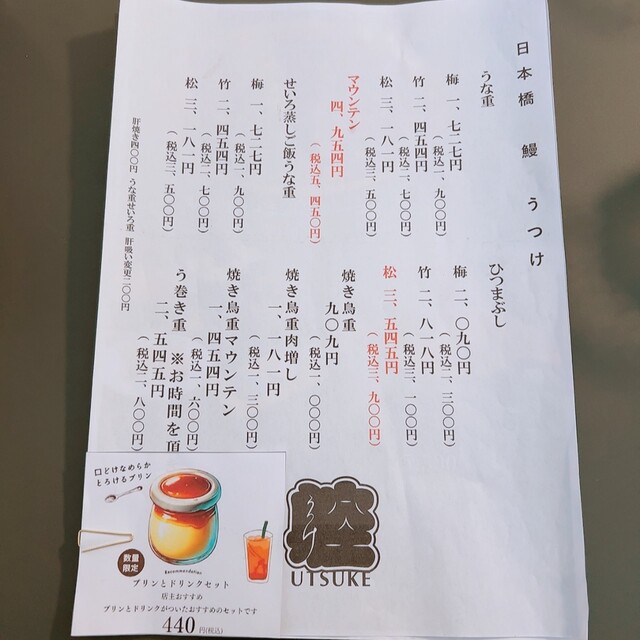 日本橋 鰻 うつけ
うな重
梅 一、七二七円
（税込一、九〇〇円）
竹 二、四五四円
（税込二、七〇〇円）
松 三、一八一円
（税込三、五〇〇円）
マウンテン
四、九五四円
（税込五、四五〇円）
せいろ蒸しご飯うな重
梅 一、七二七円
（税込一、九〇〇円）
竹 二、四五四円
（税込二、七〇〇円）
松 三、一八一円
（税込三、五〇〇円）
肝焼き四〇〇円 うな重せいろ重 肝吸い変更二〇〇円
ひつまぶし
梅 二、〇九〇円
（税込二、三〇〇円）
竹 二、八一八円
（税込三、一〇〇円）
松 三、五四五円
（税込三、九〇〇円）
焼き鳥重
九〇九円
（税込一、〇〇〇円）
焼き鳥重肉増し
一、一八一円
（税込一、三〇〇円）
焼き鳥重マウンテン
一、四五四円
（税込一、六〇〇円）
う巻き重 ※お時間を頂
二、五四五円
（税込二、八〇〇円）
うつけ
UTSUKE
口どけなめらか
とろけるプリン
数量
限定
Recommendation
プリンとドリンクセット
店主おすすめ
プリンとドリンクがついたおすすめのセットです
440円(税込)